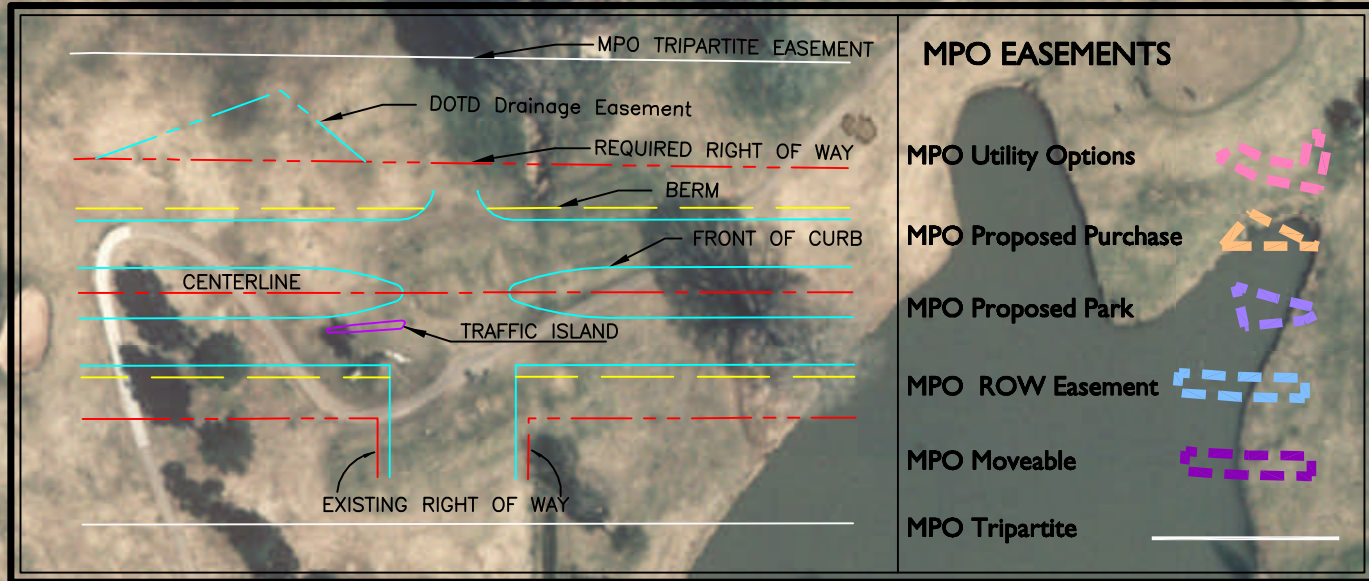 MPO TRIPARTITE EASEMENT
DOTD Drainage Easement
REQUIRED RIGHT OF WAY
BERM
FRONT OF CURB
CENTERLINE
TRAFFIC ISLAND
EXISTING RIGHT OF WAY
MPO EASEMENTS
MPO Utility Options
MPO Proposed Purchase
MPO Proposed Park
MPO ROW Easement
MPO Moveable
MPO Tripartite